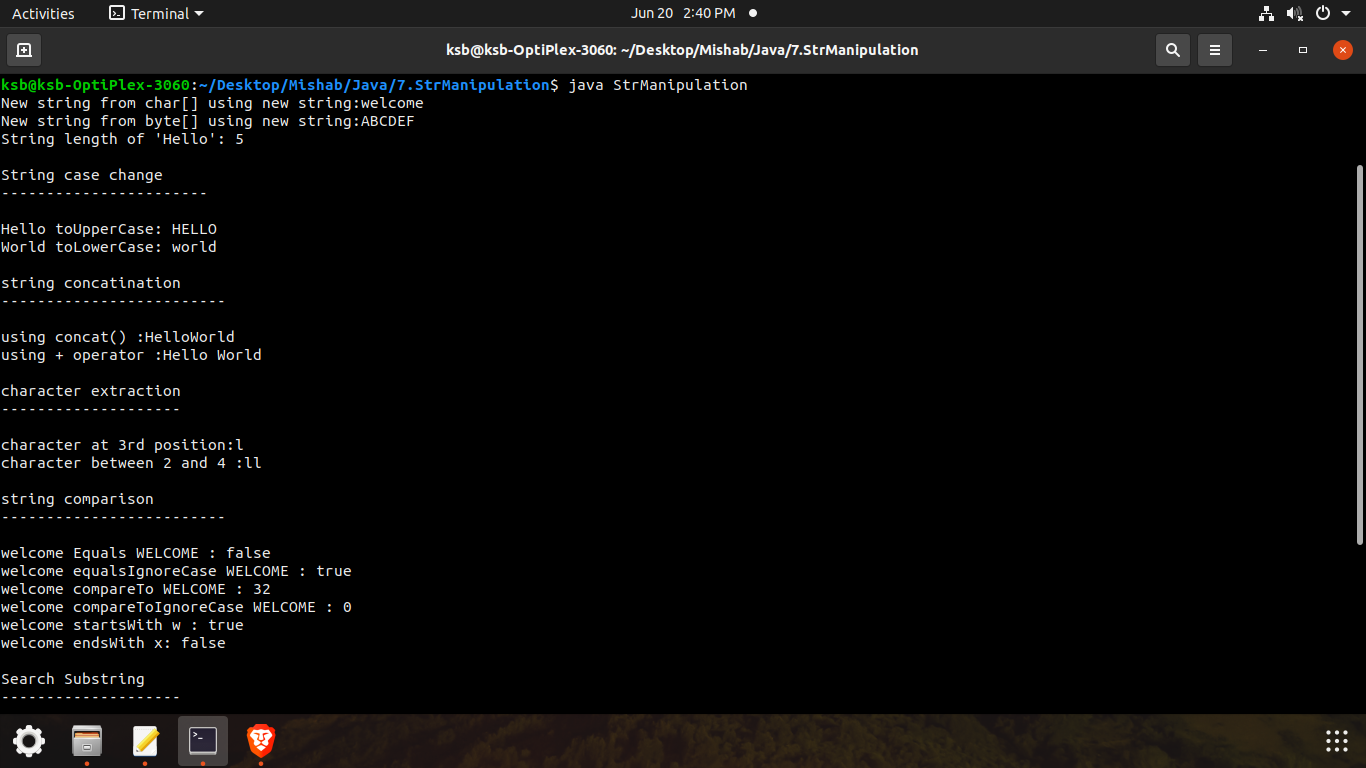 Activities
Terminal
Jun 20 2:40 PM
ksb@ksb-OptiPlex-3060: ~/Desktop/Mishab/Java/7.StrManipulation
ksb@ksb-OptiPlex-3060:~/Desktop/Mishab/Java/7.StrManipulation$ java StrManipulation
New string from char[] using new string:welcome
New string from byte[] using new string:ABCDEF
String length of 'Hello': 5
String case change
-----------------------
Hello toUpperCase: HELLO
World toLowerCase: world
string concatination
-------------------------
using concat() :HelloWorld
using + operator :Hello World
character extraction
--------------------
character at 3rd position:l
character between 2 and 4 :ll
string comparison
-------------------------
welcome Equals WELCOME : false
welcome equalsIgnoreCase WELCOME : true
welcome compareTo WELCOME : 32
welcome compareToIgnoreCase WELCOME : 0
welcome startsWith w : true
welcome endsWith x: false
Search Substring
--------------------